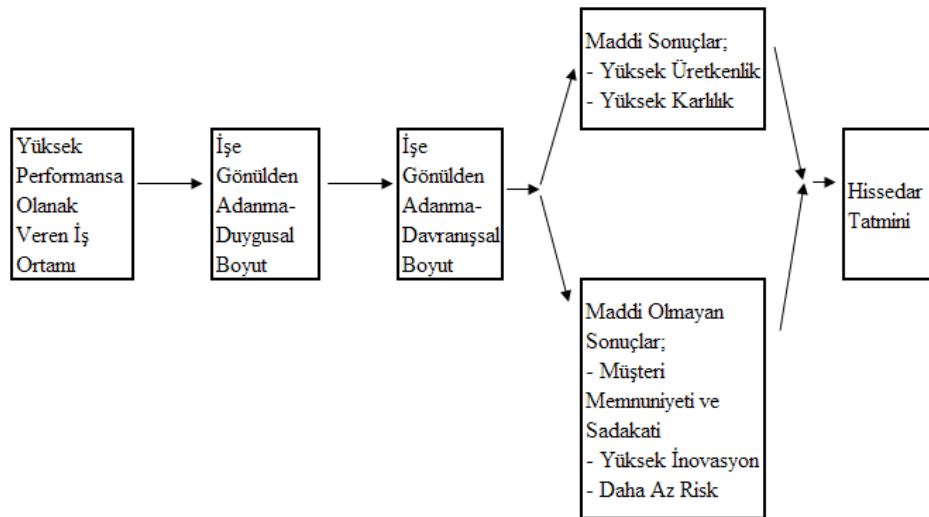 Yüksek
Performansa
Olanak
Veren İş
Ortamı
İşe
Gönülden
Adanma-
Duygusal
Boyut
İşe
Gönülden
Adanma-
Davranışsal
Boyut
Maddi Sonuçlar;
- Yüksek Üretkenlik
- Yüksek Karlılık
Maddi Olmayan
Sonuçlar;
- Müşteri
Memnuniyeti ve
Sadakati
- Yüksek İnovasyon
- Daha Az Risk
Hissedar
Tatmini